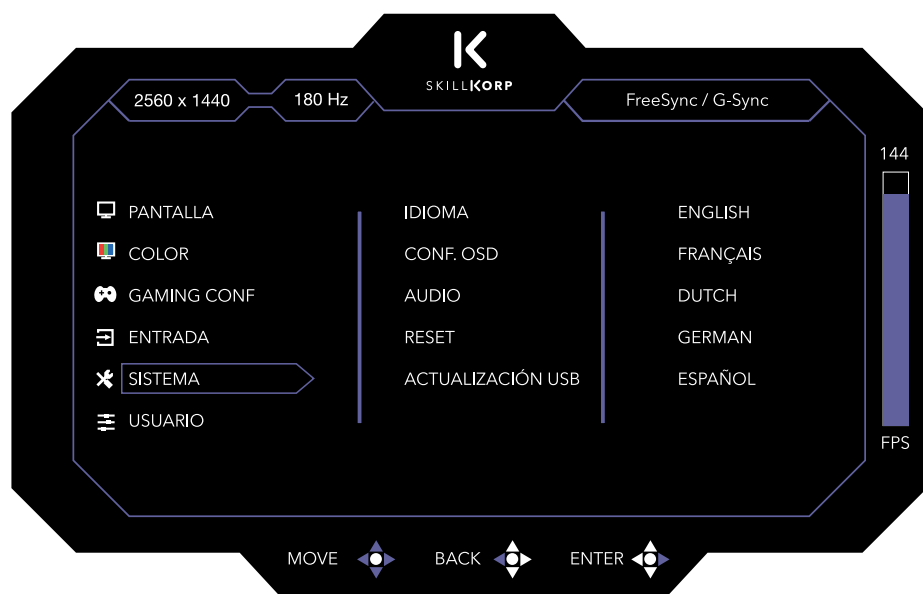 K
SKILLKORP
2560 x 1440
180 Hz
FreeSync / G-Sync
144
PANTALLA
IDIOMA
ENGLISH
COLOR
CONF. OSD
FRANÇAIS
GAMING CONF
AUDIO
DUTCH
ENTRADA
RESET
GERMAN
SISTEMA
ACTUALIZACIÓN USB
ESPAÑOL
USUARIO
FPS
MOVE
BACK
ENTER